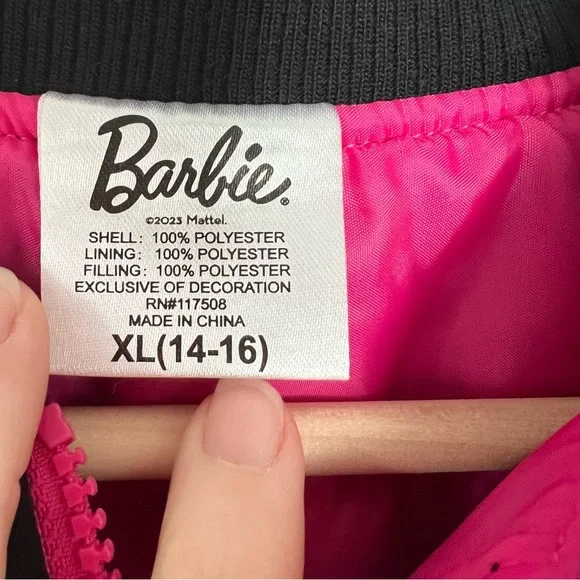 Barbie®
©2023 Mattel.
SHELL: 100% POLYESTER
LINING: 100% POLYESTER
FILLING: 100% POLYESTER
EXCLUSIVE OF DECORATION
RN#117508
MADE IN CHINA
XL(14-16)